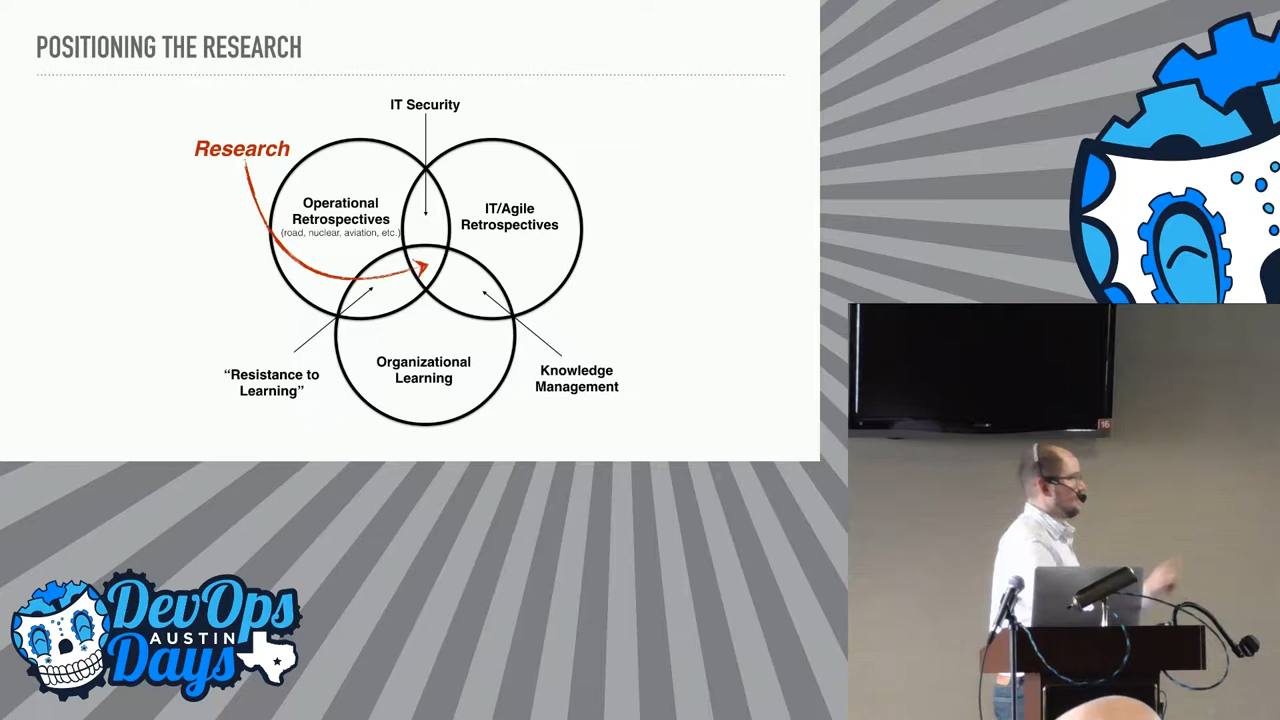 POSITIONING THE RESEARCH
IT Security
Research
Operational
Retrospectives
(road, nuclear, aviation, etc.)
IT/Agile
Retrospectives
"Resistance to
Learning"
Organizational
Learning
Knowledge
Management
16
DevOps
AUSTIN
Days